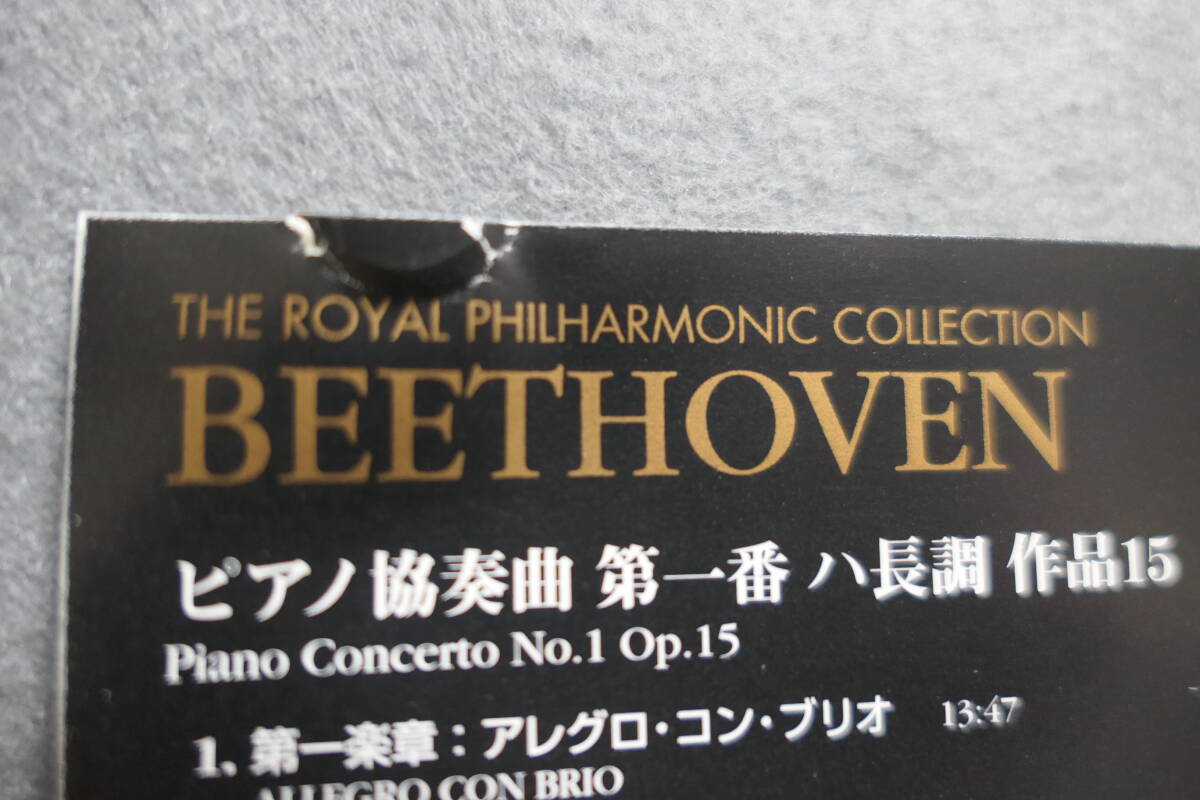 THE ROYAL PHILHARMONIC COLLECTION
BEETHOVEN
ピアノ協奏曲 第一番 ハ長調 作品15
Piano Concerto No.1 Op.15
1. 第一楽章：アレグロ・コン・ブリオ 13:47
ALLEGRO CON BRIO